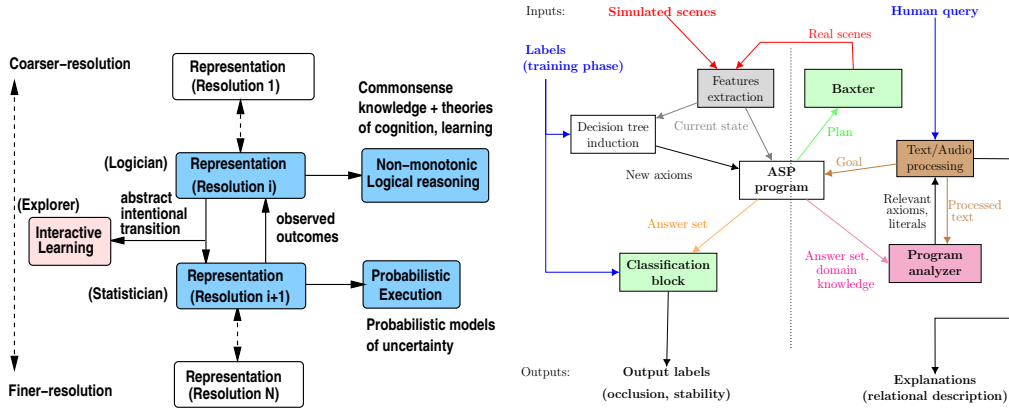 Coarser−resolution
Representation
(Resolution 1)
Commonsense
knowledge + theories
of cognition, learning
(Logician)
Representation
(Resolution i)
Non−monotonic
Logical reasoning
(Explorer)
abstract
intentional
transition
observed
outcomes
Interactive
Learning
(Statistician)
Representation
(Resolution i+1)
Probabilistic
Execution
Probabilistic models
of uncertainty
Representation
(Resolution N)
Finer−resolution
Inputs:
Simulated scenes
Human query
Real scenes
Labels
(training phase)
Features
extraction
Baxter
Decision tree
induction
Current state
Plan
Text/Audio
processing
Goal
New axioms
ASP
program
Relevant
axioms,
literals
Processed
text
Answer set
Classification
block
Answer set,
domain
knowledge
Program
analyzer
Outputs:
Output labels
(occlusion, stability)
Explanations
(relational description)